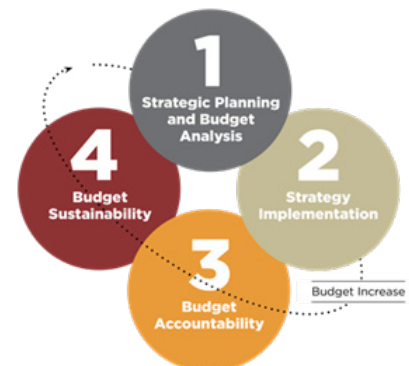 1
Strategic Planning
and Budget
Analysis
2
Strategy
Implementation
Budget Increase
3
Budget
Accountability
4
Budget
Sustainability